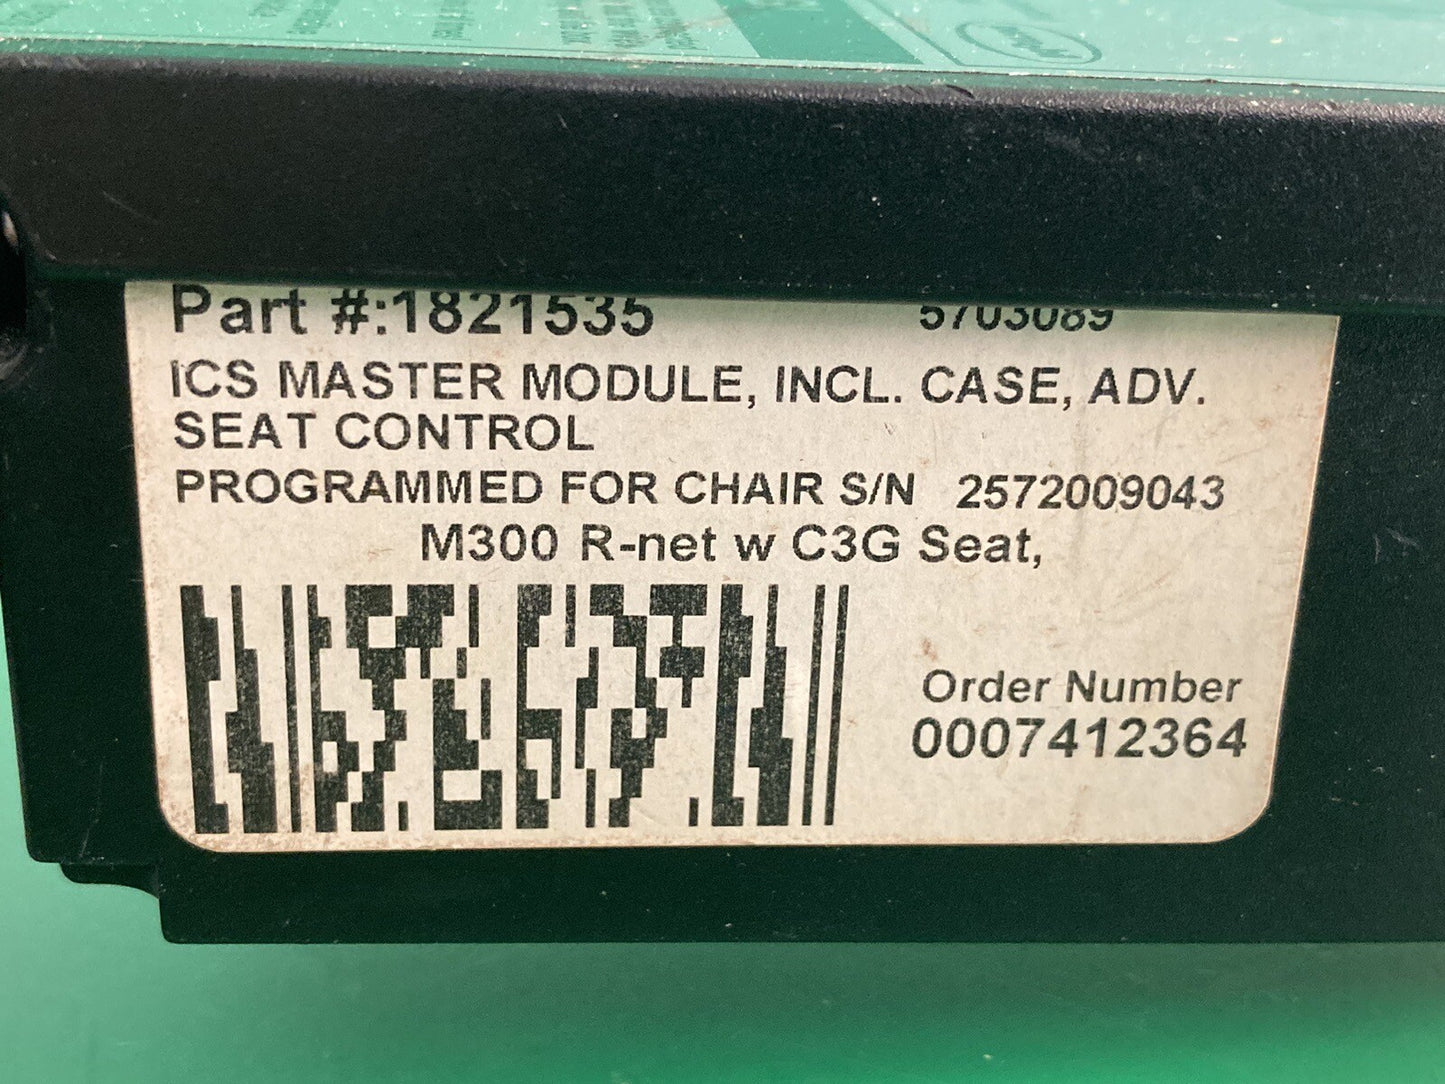 Part #:1821535 5703089
ICS MASTER MODULE, INCL. CASE, ADV.
SEAT CONTROL
PROGRAMMED FOR CHAIR S/N 2572009043
M300 R-net w C3G Seat,
Order Number
0007412364